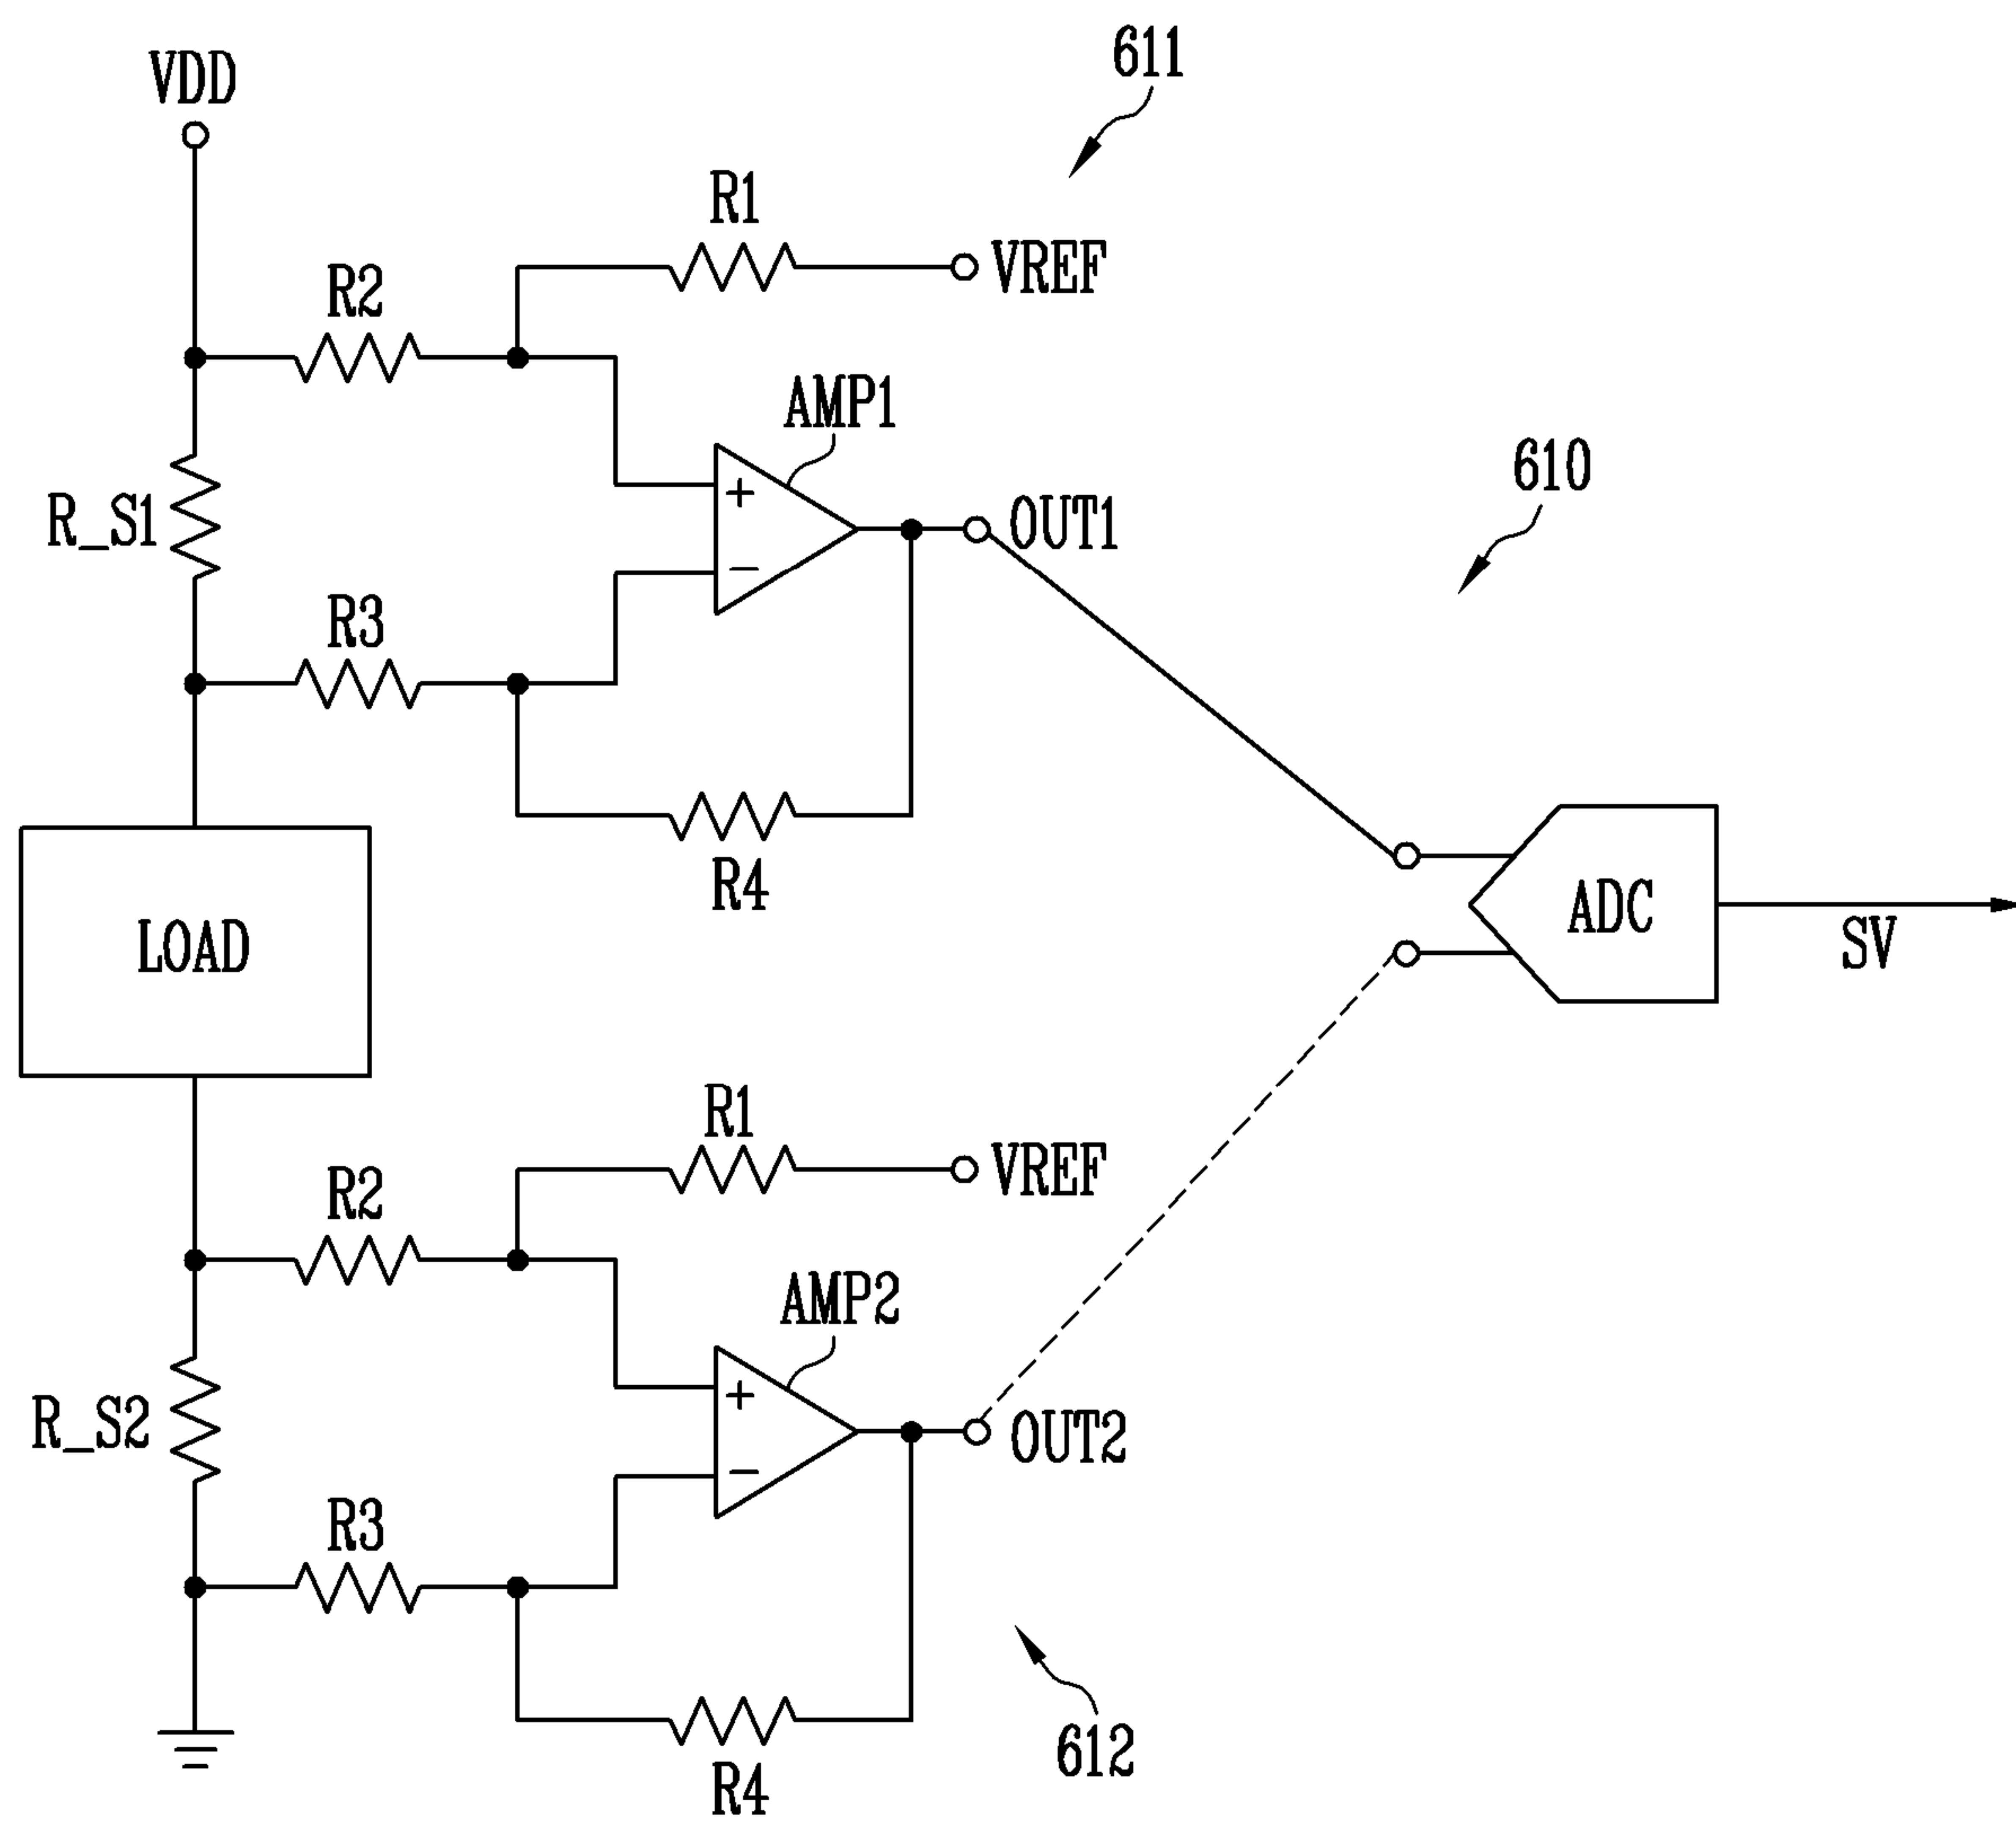 611
VDD
R1
VREF
R2
AMP1
+
610
R_S1
OUT1
−
R3
R4
ADC
LOAD
SV
R1
VREF
R2
AMP2
+
R_S2
OUT2
−
R3
612
R4